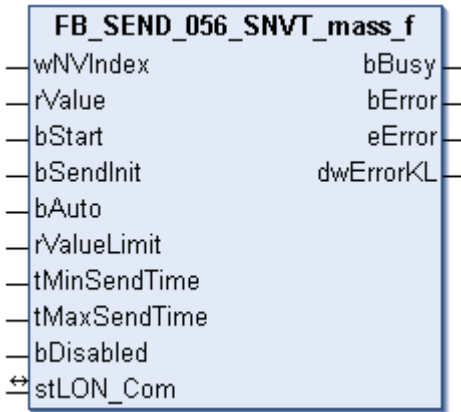 FB_SEND_056_SNVT_mass_f
wNVIndex bBusy
rValue bError
bStart eError
bSendInit dwErrorKL
bAuto
rValueLimit
tMinSendTime
tMaxSendTime
bDisabled
stLON_Com